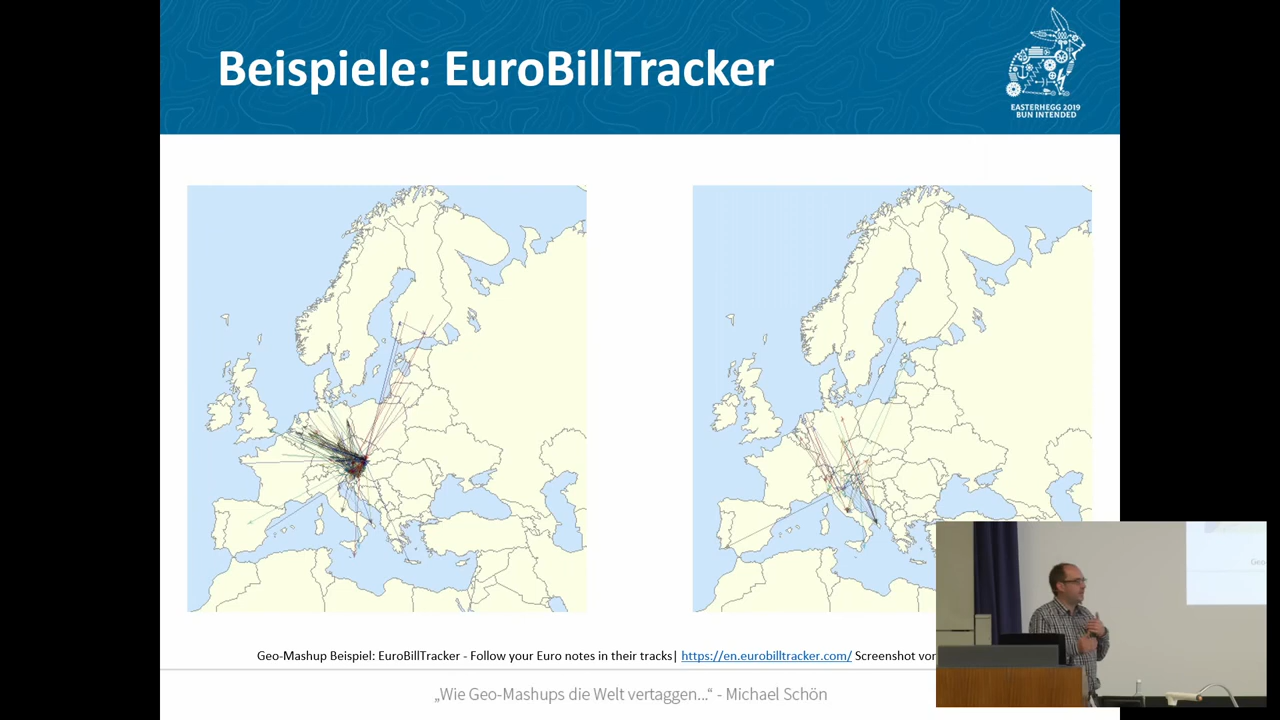 Beispiele: EuroBillTracker
EASTERHEGG 2019
BUN INTENDED
Geo-Mashup Beispiel: EuroBillTracker - Follow your Euro notes in their tracks| https://en.eurobilltracker.com/ Screenshot vor
„Wie Geo-Mashups die Welt vertaggen...“ - Michael Schön
Geo